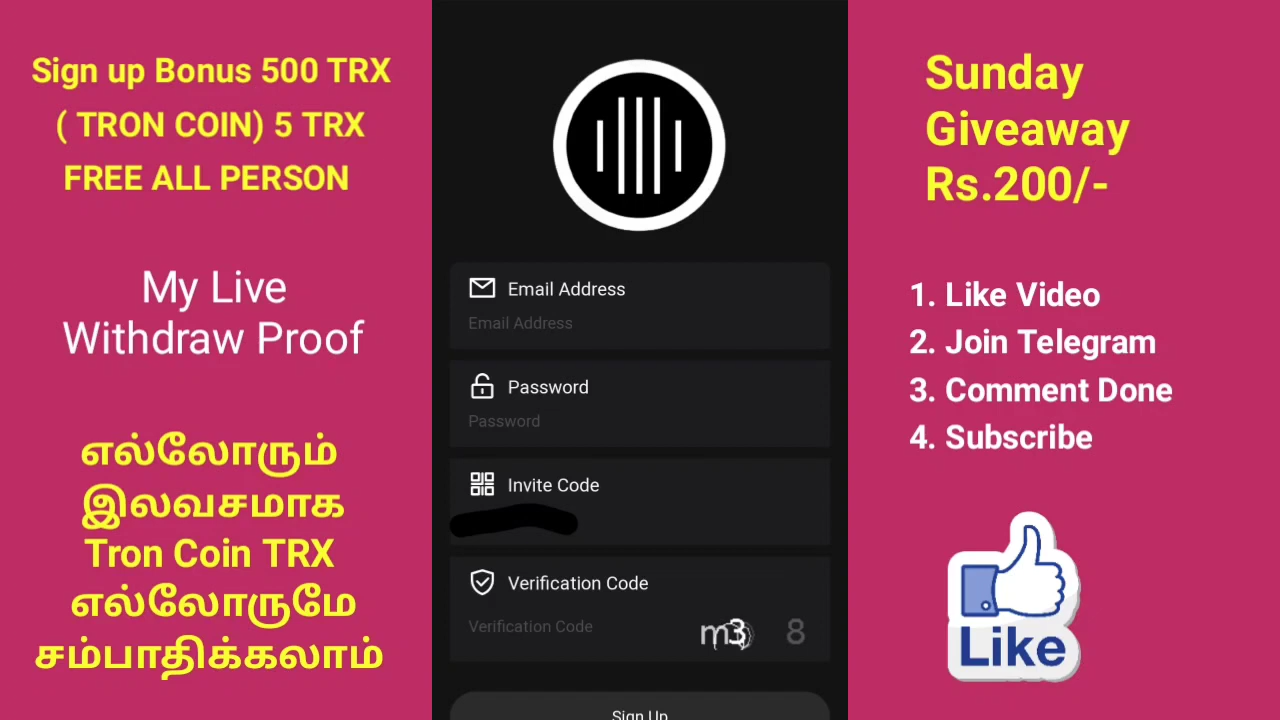 Sign up Bonus 500 TRX
( TRON COIN) 5 TRX
FREE ALL PERSON
My Live
Withdraw Proof
எல்லோரும்
இலவசமாக
Tron Coin TRX
எல்லோருமே
சம்பாதிக்கலாம்
Email Address
Email Address
Password
Password
Invite Code
Verification Code
Verification Code
m3 8
Sign Up
Sunday
Giveaway
Rs.200/-
1. Like Video
2. Join Telegram
3. Comment Done
4. Subscribe
Like